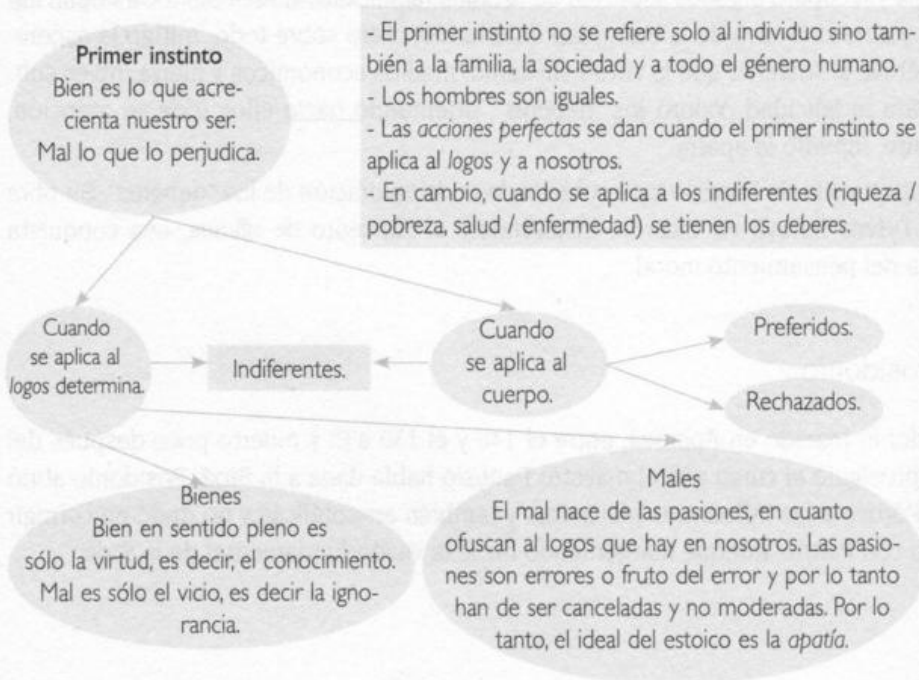 Primer instinto
Bien es lo que acre-
cienta nuestro ser.
Mal lo que lo perjudica.
- El primer instinto no se refiere solo al individuo sino tam-
bién a la familia, la sociedad y a todo el género humano.
- Los hombres son iguales.
- Las acciones perfectas se dan cuando el primer instinto se
aplica al logos y a nosotros.
- En cambio, cuando se aplica a los indiferentes (riqueza /
pobreza, salud / enfermedad) se tienen los deberes.
Cuando
se aplica al
logos determina.
Indiferentes.
Cuando
se aplica al
cuerpo.
Preferidos.
Rechazados.
Bienes
Bien en sentido pleno es
sólo la virtud, es decir, el conocimiento.
Mal es sólo el vicio, es decir la igno-
rancia.
Males
El mal nace de las pasiones, en cuanto
ofuscan al logos que hay en nosotros. Las pasio-
nes son errores o fruto del error y por lo tanto
han de ser canceladas y no moderadas. Por lo
tanto, el ideal del estoico es la apatía.